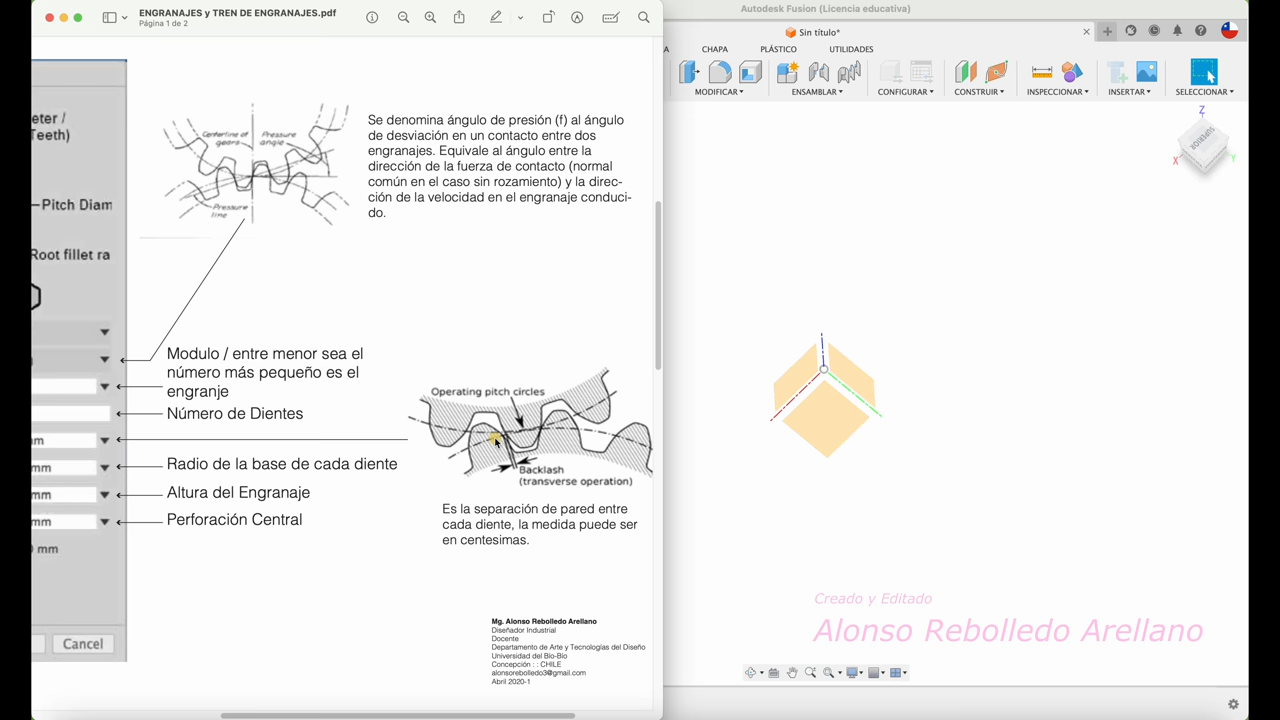 ENGRANAJES y TREN DE ENGRANAJES.pdf
Página 1 de 2
Autodesk Fusion (Licencia educativa)
Sin título*
CHAPA
PLÁSTICO
UTILIDADES
MODIFICAR
ENSAMBLAR
CONFIGURAR
CONSTRUIR
INSPECCIONAR
INSERTAR
SELECCIONAR
Z
SUPERIOR
X
Y
eter /
Teeth)
Pitch Diam
Root fillet ra
Centerline of
gears
Pressure
angle
Pressure
line
Se denomina ángulo de presión (f) al ángulo
de desviación en un contacto entre dos
engranajes. Equivale al ángulo entre la
dirección de la fuerza de contacto (normal
común en el caso sin rozamiento) y la direc-
ción de la velocidad en el engranaje conduci-
do.
Modulo / entre menor sea el
número más pequeño es el
engranje
Número de Dientes
Radio de la base de cada diente
Altura del Engranaje
Perforación Central
mm
mm
mm
mm
0 mm
Cancel
Operating pitch circles
Backlash
(transverse operation)
Es la separación de pared entre
cada diente, la medida puede ser
en centesimas.
Mg. Alonso Rebolledo Arellano
Diseñador Industrial
Docente
Departamento de Arte y Tecnologías del Diseño
Universidad del Bío-Bío
Concepción : : CHILE
alonsorebolledo3@gmail.com
Abril 2020-1
Creado y Editado
Alonso Rebolledo Arellano